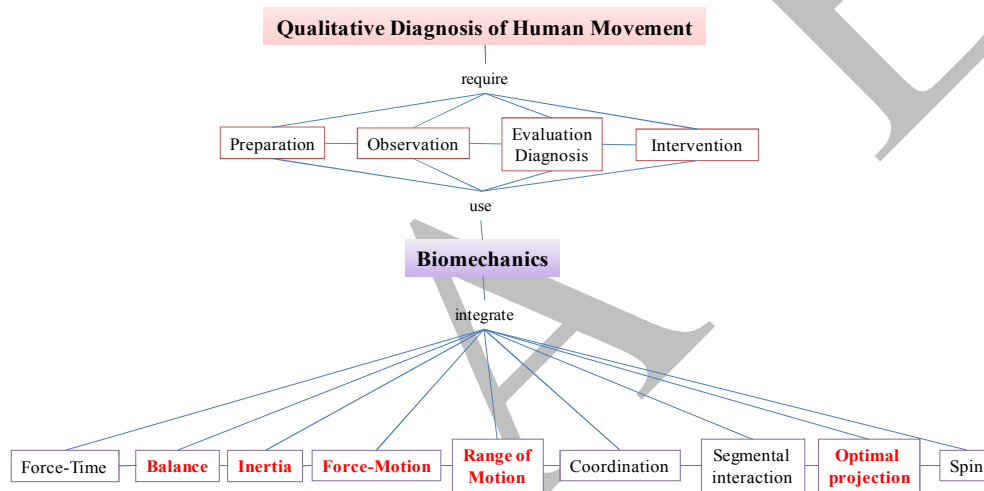 Qualitative Diagnosis of Human Movement
require
Preparation
Observation
Evaluation
Diagnosis
Intervention
use
Biomechanics
integrate
Force-Time
Balance
Inertia
Force-Motion
Range of
Motion
Coordination
Segmental
interaction
Optimal
projection
Spin